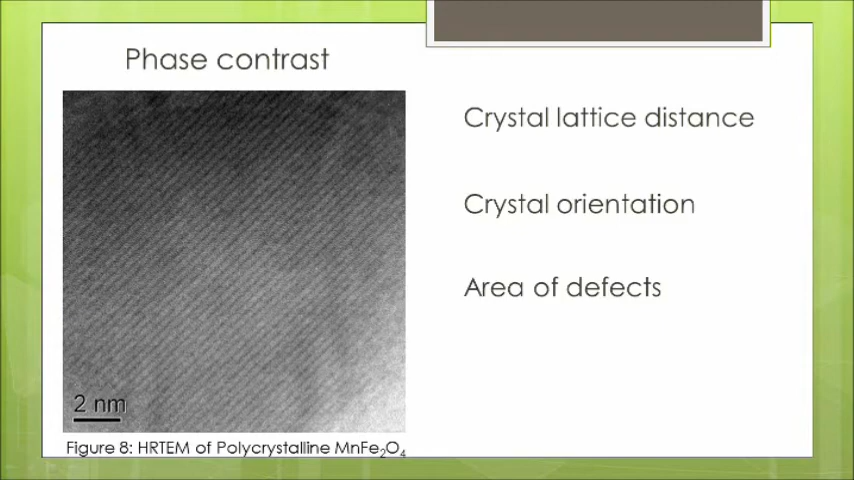 Phase contrast
Crystal lattice distance
Crystal orientation
Area of defects
2 nm
Figure 8: HRTEM of Polycrystalline MnFe₂O₄